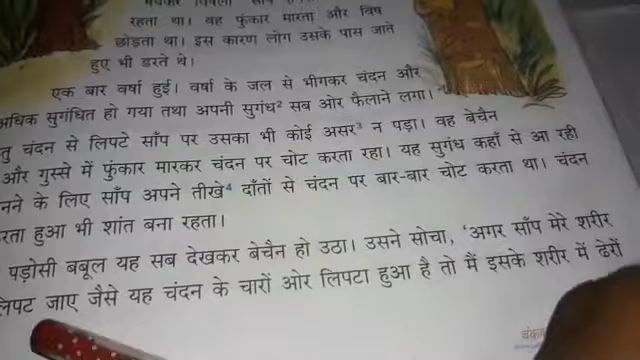 रहता था। वह फुंकार मारता और विष
छोड़ता था। इस कारण लोग उसके पास जाते
हुए भी डरते थे।
एक बार वर्षा हुई। वर्षा के जल से भीगकर चंदन और
अधिक सुगंधित हो गया तथा अपनी सुगंध² सब ओर फैलाने लगा।
तु चंदन से लिपटे साँप पर उसका भी कोई असर³ न पड़ा। वह बेचैन
और गुस्से में फुंकार मारकर चंदन पर चोट करता रहा। यह सुगंध कहाँ से आ रही
नने के लिए साँप अपने तीखे⁴ दाँतों से चंदन पर बार-बार चोट करता था। चंदन
रता हुआ भी शांत बना रहता।
पड़ोसी बबूल यह सब देखकर बेचैन हो उठा। उसने सोचा, 'अगर साँप मेरे शरीर
लिपट जाए जैसे यह चंदन के चारों ओर लिपटा हुआ है तो मैं इसके शरीर में ढेरों